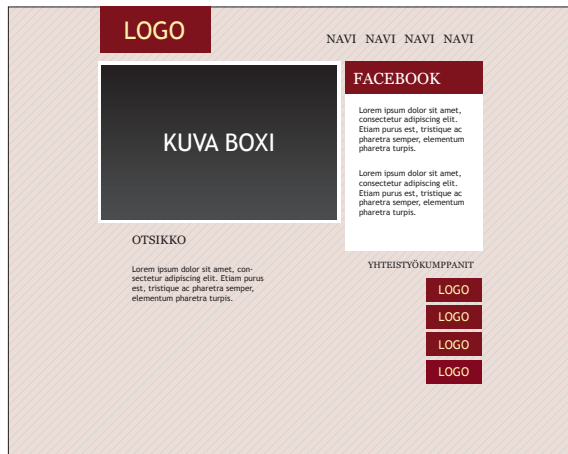 LOGO
NAVI NAVI NAVI NAVI
KUVA BOXI
FACEBOOK
Lorem ipsum dolor sit amet,
consectetur adipiscing elit.
Etiam purus est, tristique ac
pharetra semper, elementum
pharetra turpis.
Lorem ipsum dolor sit amet,
consectetur adipiscing elit.
Etiam purus est, tristique ac
pharetra semper, elementum
pharetra turpis.
OTSIKKO
Lorem ipsum dolor sit amet, con-
sectetur adipiscing elit. Etiam purus
est, tristique ac pharetra semper,
elementum pharetra turpis.
YHTEISTYÖKUMPPANIT
LOGO
LOGO
LOGO
LOGO